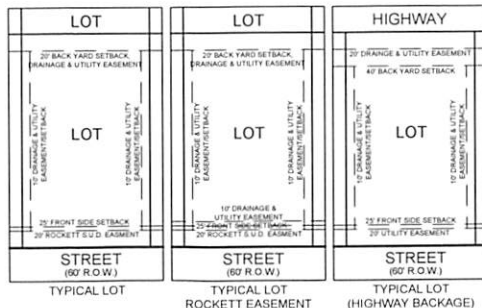 LOT
20' BACK YARD SETBACK
DRAINAGE & UTILITY EASEMENT
10' DRAINAGE & UTILITY
EASEMENT/SETBACK
LOT
10' DRAINAGE & UTILITY
EASEMENT/SETBACK
25' FRONT SIDE SETBACK
20' ROCKETT S.U.D. EASMENT
STREET
(60' R.O.W.)
TYPICAL LOT
LOT
20' BACK YARD SETBACK
DRAINAGE & UTILITY EASEMENT
10' DRAINAGE & UTILITY
EASEMENT/SETBACK
LOT
10' DRAINAGE & UTILITY
EASEMENT/SETBACK
10' DRAINAGE &
UTILITY EASEMENT
25' FRONT SIDE SETBACK
20' ROCKETT S.U.D. EASMENT
STREET
(60' R.O.W.)
TYPICAL LOT
ROCKETT EASEMENT
HIGHWAY
20' DRAINAGE & UTILITY EASEMENT
40' BACK YARD SETBACK
10' DRAINAGE & UTILITY
EASEMENT/SETBACK
LOT
10' DRAINAGE & UTILITY
EASEMENT/SETBACK
25' FRONT SIDE SETBACK
20' UTILITY EASEMENT
STREET
(60' R.O.W.)
TYPICAL LOT
(HIGHWAY BACKAGE)